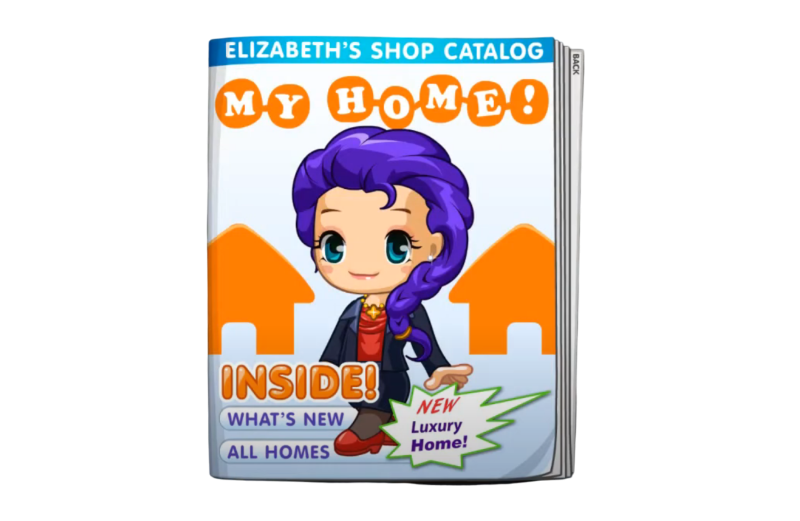 ELIZABETH'S SHOP CATALOG
BACK
MY HOME!
INSIDE!
WHAT'S NEW
ALL HOMES
NEW
Luxury
Home!